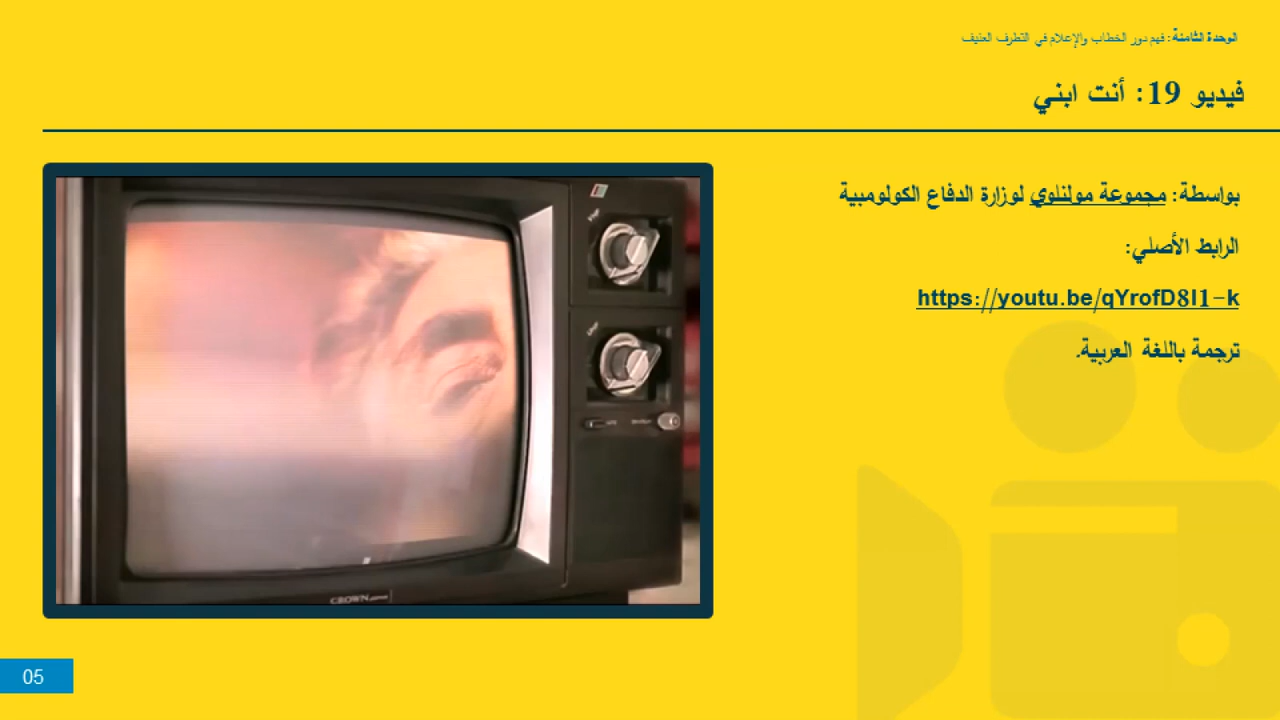 الوحدة الثامنة: فهم دور الخطاب والإعلام في التطرف العنيف
فيديو 19: أنت ابني
بواسطة: مجموعة مولنلوي لوزارة الدفاع الكولومبية
الرابط الأصلي:
https://youtu.be/qYrofD8l1-k
ترجمة باللغة العربية.
CROWN
05